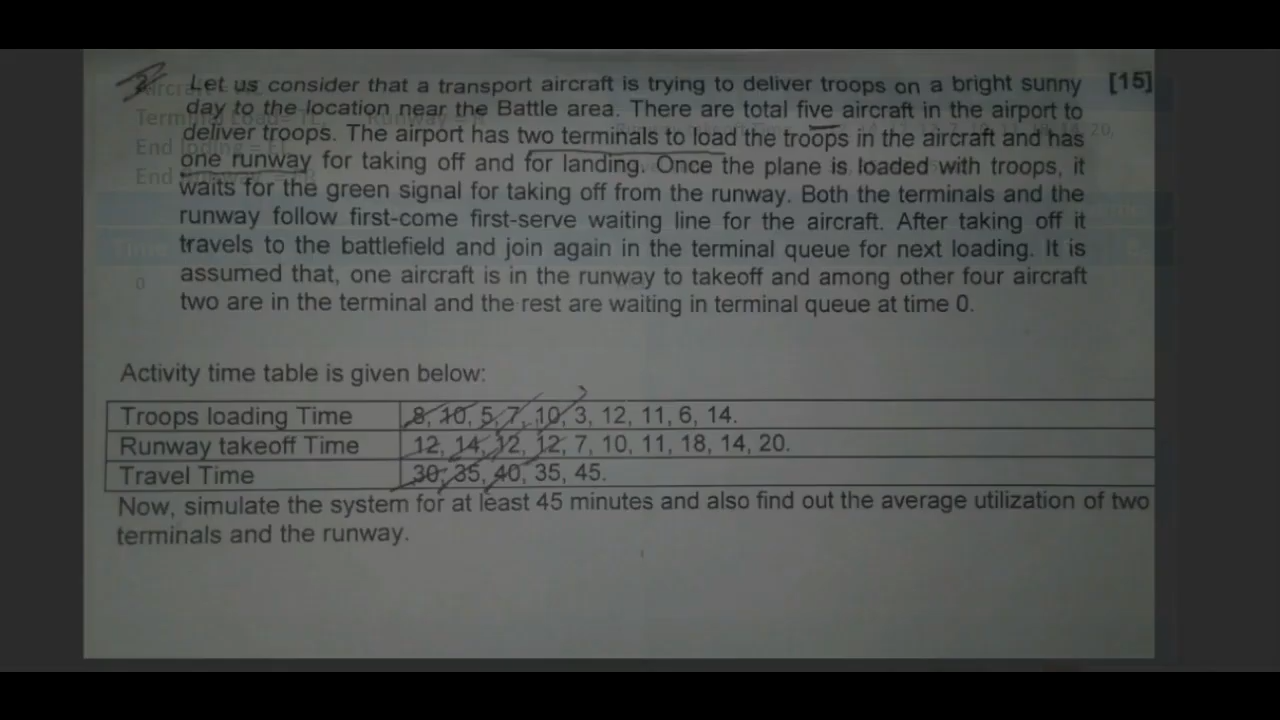 Let us consider that a transport aircraft is trying to deliver troops on a bright sunny [15]
day to the location near the Battle area. There are total five aircraft in the airport to
deliver troops. The airport has two terminals to load the troops in the aircraft and has
one runway for taking off and for landing. Once the plane is loaded with troops, it
waits for the green signal for taking off from the runway. Both the terminals and the
runway follow first-come first-serve waiting line for the aircraft. After taking off it
travels to the battlefield and join again in the terminal queue for next loading. It is
assumed that, one aircraft is in the runway to takeoff and among other four aircraft
two are in the terminal and the rest are waiting in terminal queue at time 0.
Activity time table is given below:
Troops loading Time 8, 10, 5, 7, 10, 3, 12, 11, 6, 14.
Runway takeoff Time 12, 14, 12, 12, 7, 10, 11, 18, 14, 20.
Travel Time 30, 35, 40, 35, 45.
Now, simulate the system for at least 45 minutes and also find out the average utilization of two
terminals and the runway.